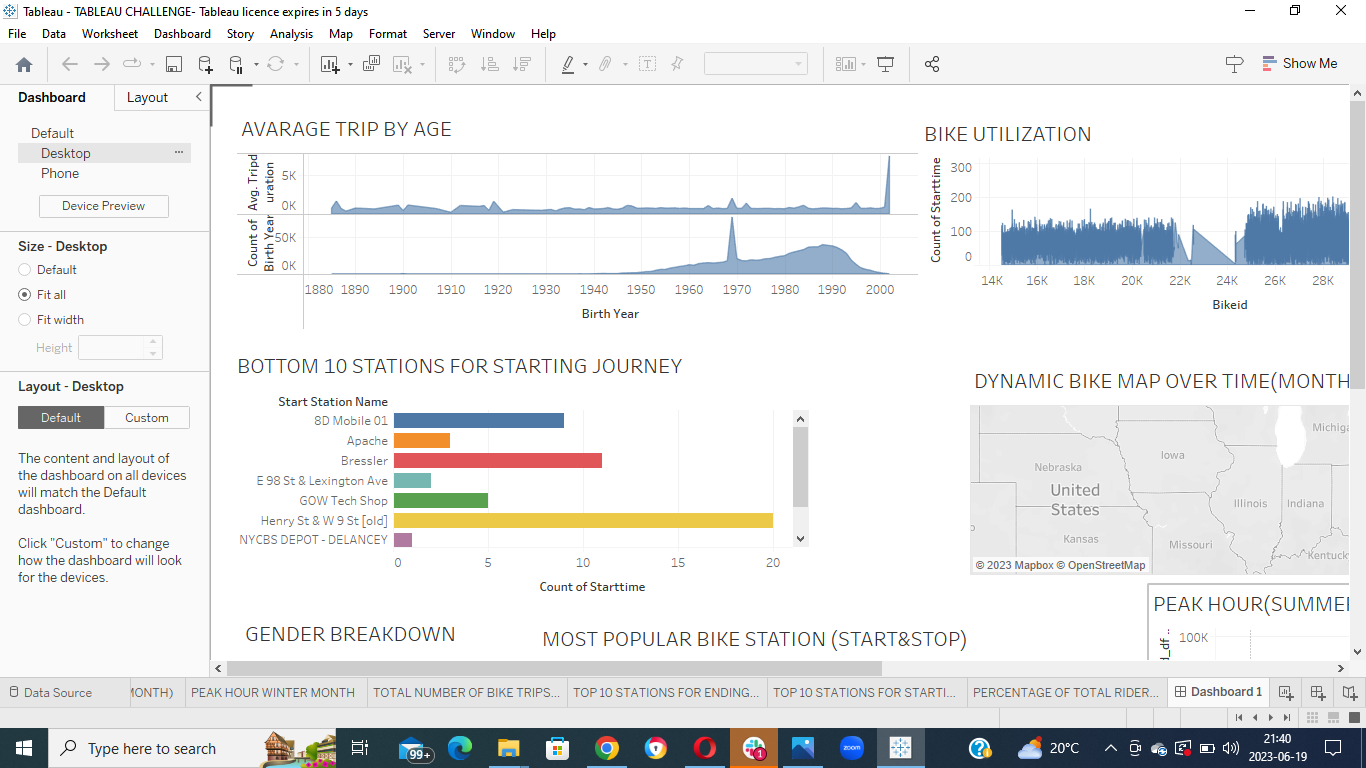 Tableau - TABLEAU CHALLENGE- Tableau licence expires in 5 days
File Data Worksheet Dashboard Story Analysis Map Format Server Window Help
Show Me
Dashboard Layout
Default
Desktop
Phone
Device Preview
Size - Desktop
Default
Fit all
Fit width
Height
Layout - Desktop
Default Custom
The content and layout of
the dashboard on all devices
will match the Default
dashboard.
Click "Custom" to change
how the dashboard will look
for the devices.
AVARAGE TRIP BY AGE
Avg. Tripd
uration
5K
0K
Count of
Birth Year
50K
0K
1880 1890 1900 1910 1920 1930 1940 1950 1960 1970 1980 1990 2000
Birth Year
BIKE UTILIZATION
Count of Starttime
300
200
100
0
14K 16K 18K 20K 22K 24K 26K 28K
Bikeid
BOTTOM 10 STATIONS FOR STARTING JOURNEY
Start Station Name
8D Mobile 01
Apache
Bressler
E 98 St & Lexington Ave
GOW Tech Shop
Henry St & W 9 St [old]
NYCBS DEPOT - DELANCEY
0 5 10 15 20
Count of Starttime
DYNAMIC BIKE MAP OVER TIME(MONTH
Michiga
Iowa
Nebraska
United
States
Illinois Indiana
Kansas
Missouri
Kentuck
© 2023 Mapbox © OpenStreetMap
PEAK HOUR(SUMME
100K
d_df ..
GENDER BREAKDOWN
MOST POPULAR BIKE STATION (START&STOP)
Data Source MONTH) PEAK HOUR WINTER MONTH TOTAL NUMBER OF BIKE TRIPS... TOP 10 STATIONS FOR ENDING... TOP 10 STATIONS FOR STARTI... PERCENTAGE OF TOTAL RIDER... Dashboard 1
Type here to search
99+
1
zoom
20°C
21:40
2023-06-19